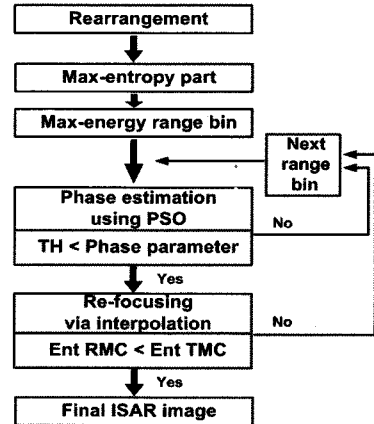 Rearrangement
Max-entropy part
Max-energy range bin
Next
range
bin
Phase estimation
using PSO
No
TH < Phase parameter
Yes
Re-focusing
via interpolation
No
Ent RMC < Ent TMC
Yes
Final ISAR image